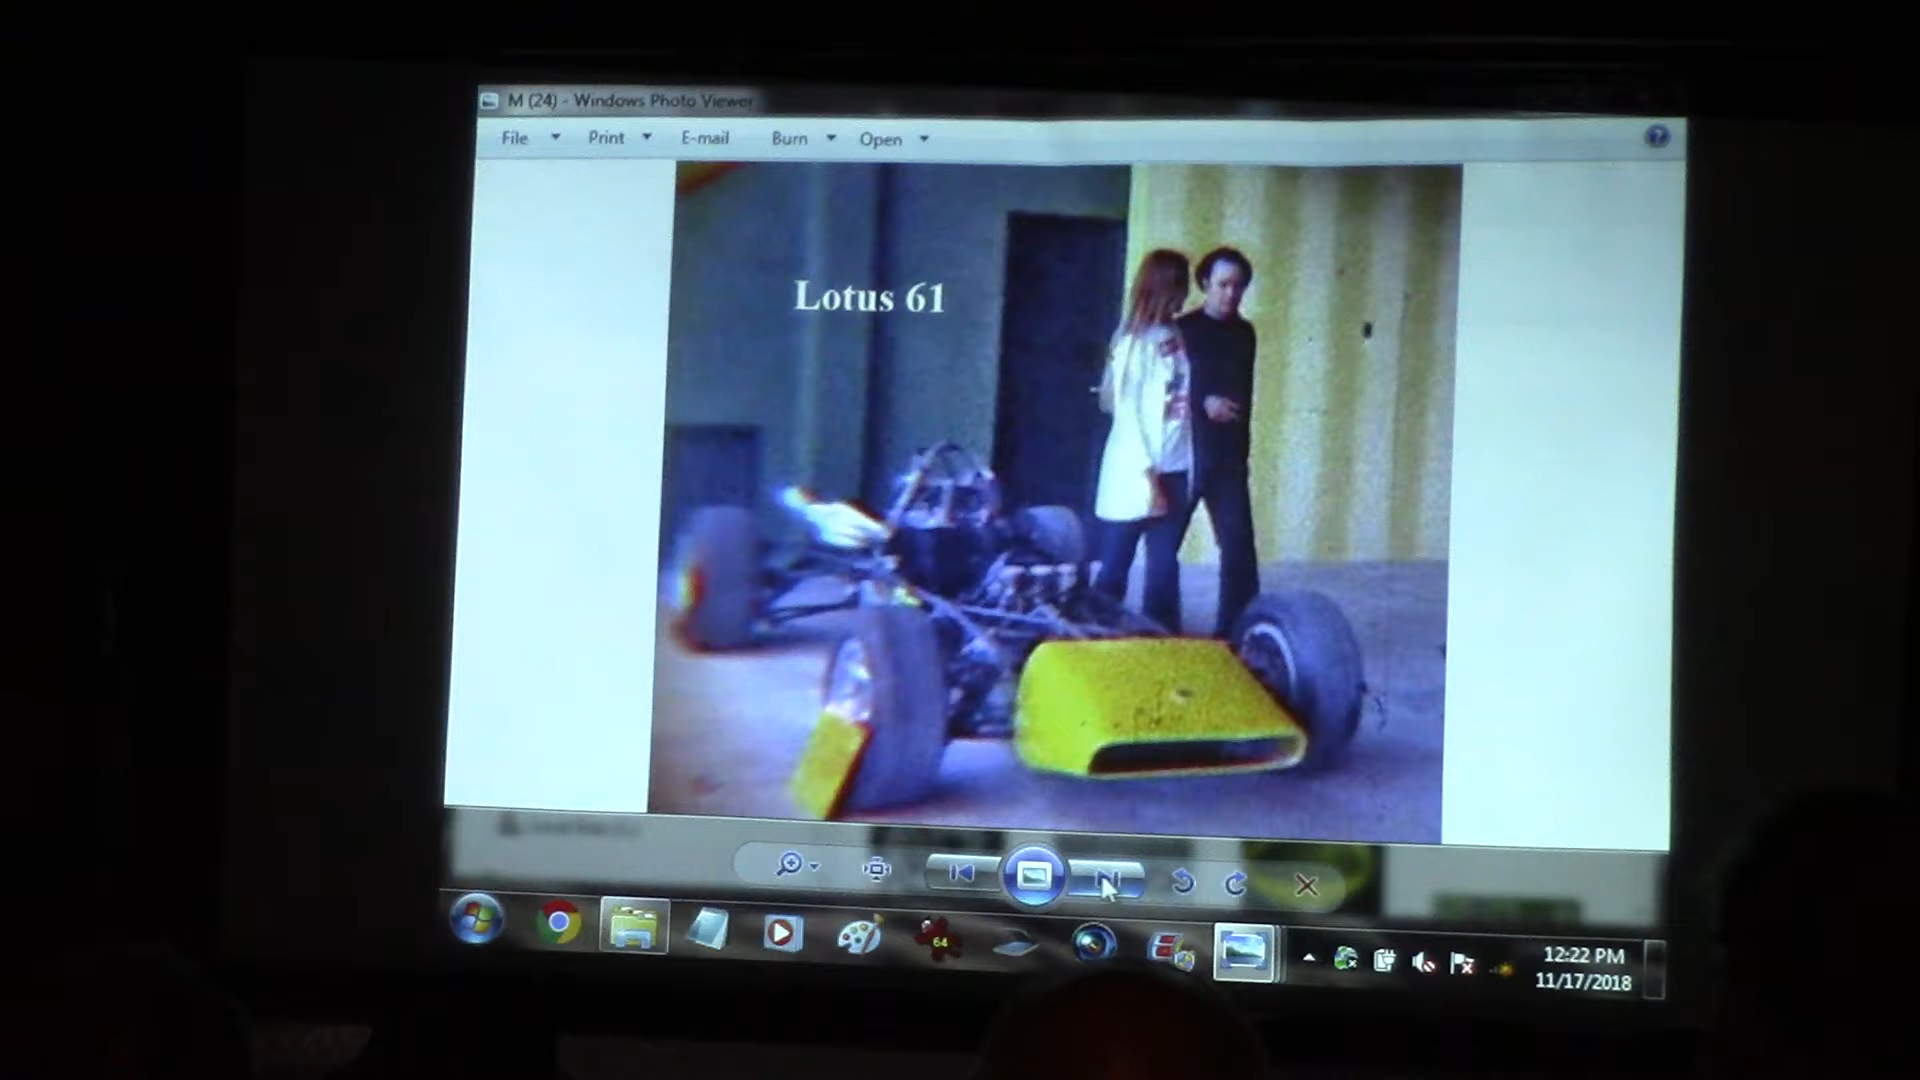 M (24) - Windows Photo Viewer
File Print E-mail Burn Open
Lotus 61
64
12:22 PM
11/17/2018